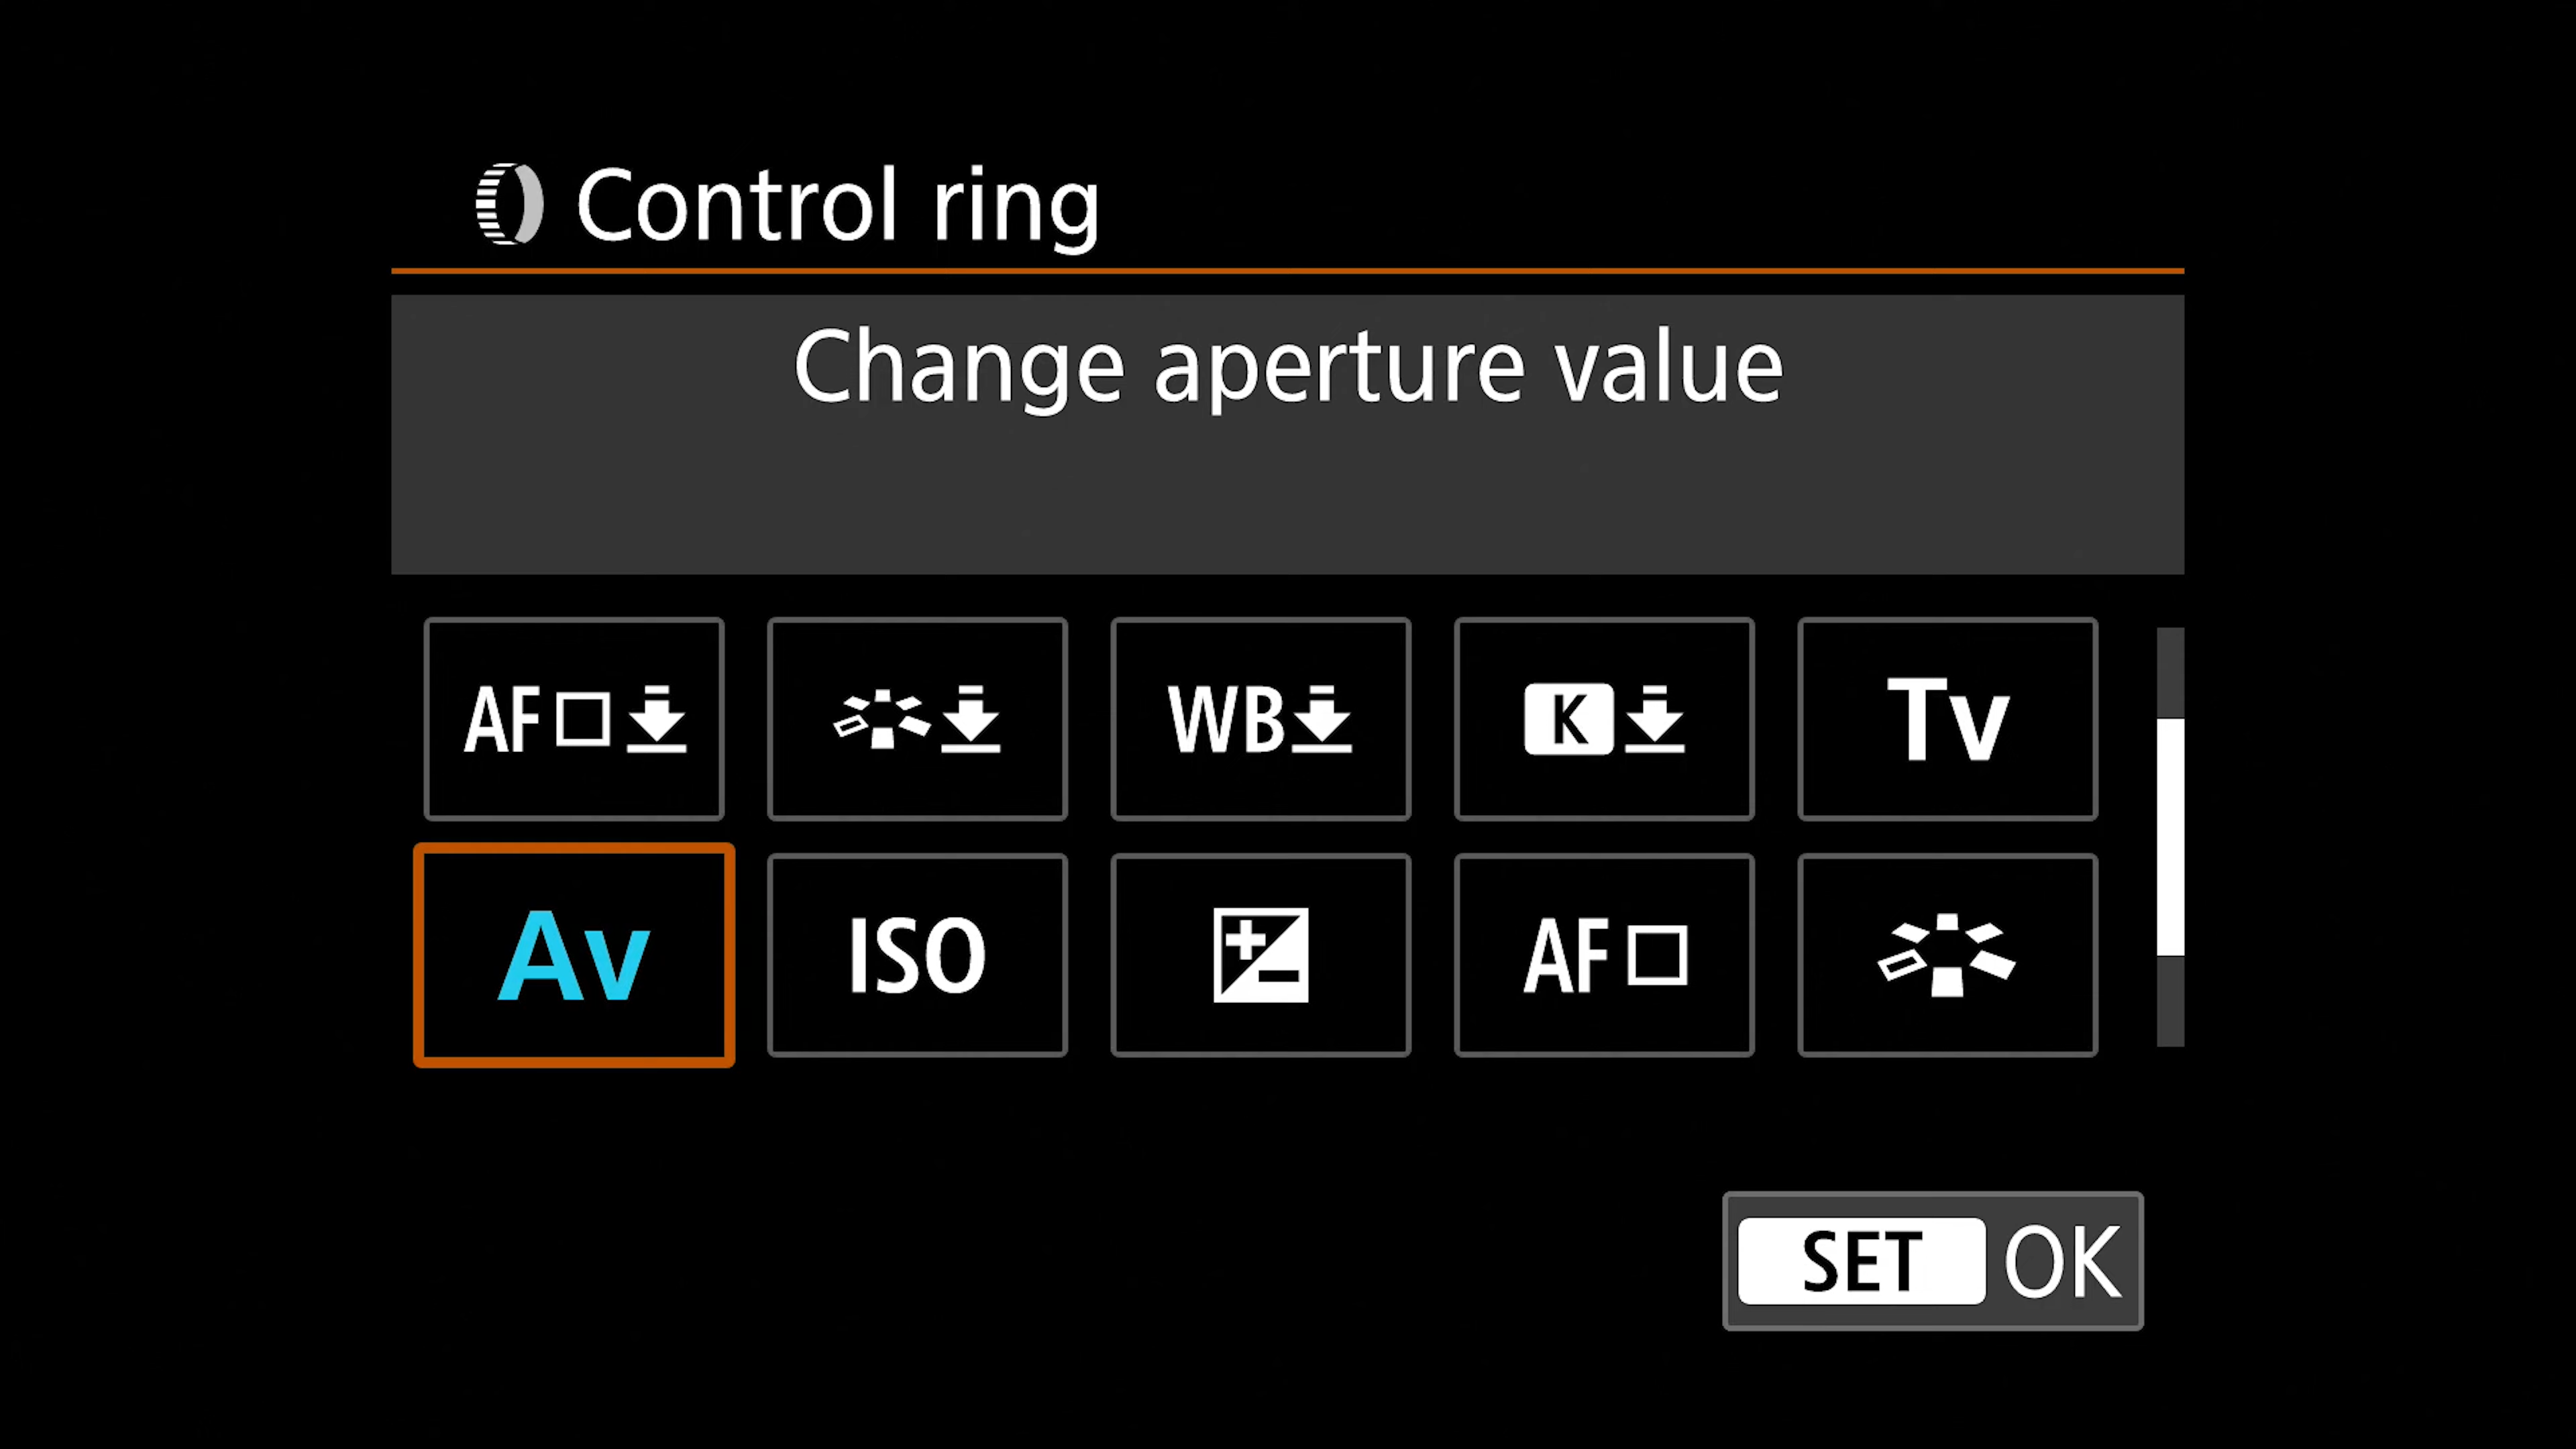 Control ring
Change aperture value
AF WB K Tv
Av ISO AF
SET OK